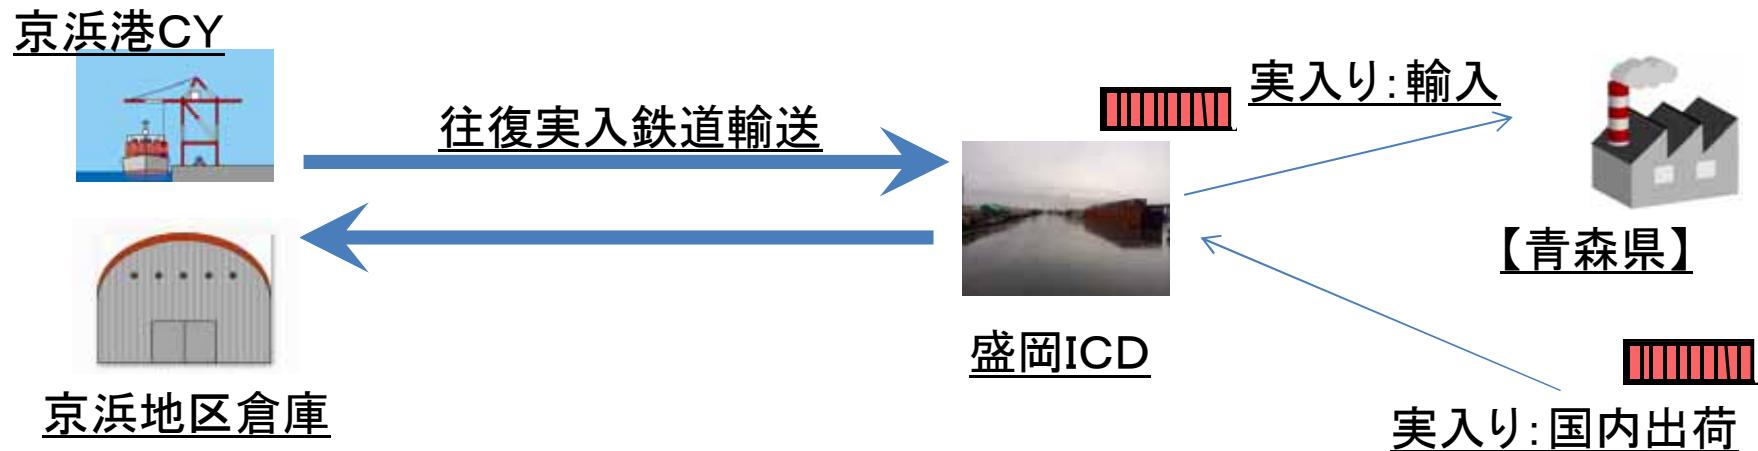 京浜港CY
往復実入鉄道輸送
実入り:輸入
【青森県】
盛岡ICD
京浜地区倉庫
実入り:国内出荷